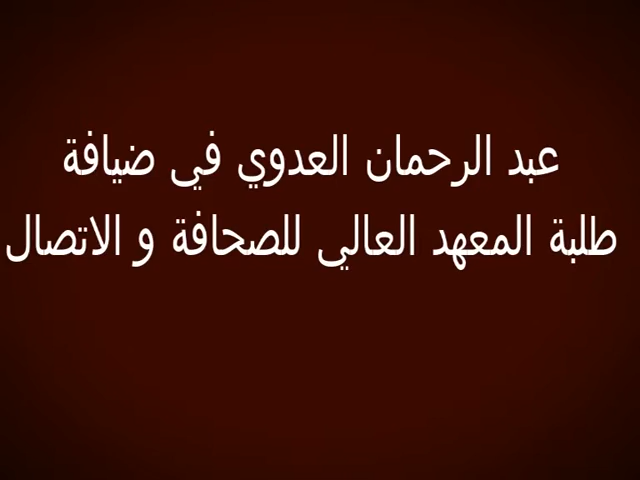 عبد الرحمان العدوي في ضيافة
طلبة المعهد العالي للصحافة و الاتصال